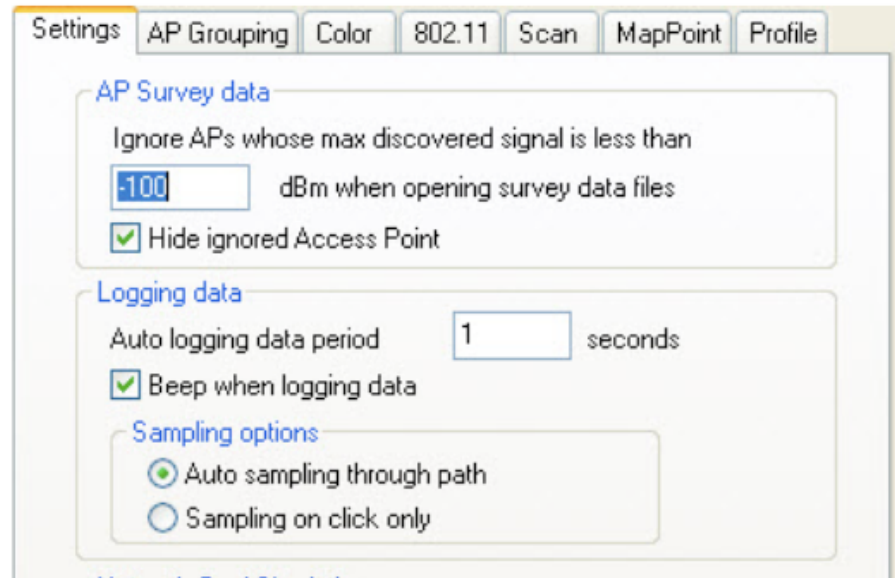 Settings AP Grouping Color 802.11 Scan MapPoint Profile
AP Survey data
Ignore APs whose max discovered signal is less than
-100 dBm when opening survey data files
Hide ignored Access Point
Logging data
Auto logging data period 1 seconds
Beep when logging data
Sampling options
Auto sampling through path
Sampling on click only